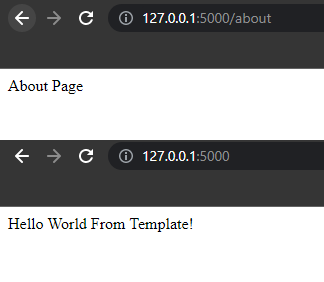 127.0.0.1:5000/about
About Page
127.0.0.1:5000
Hello World From Template!